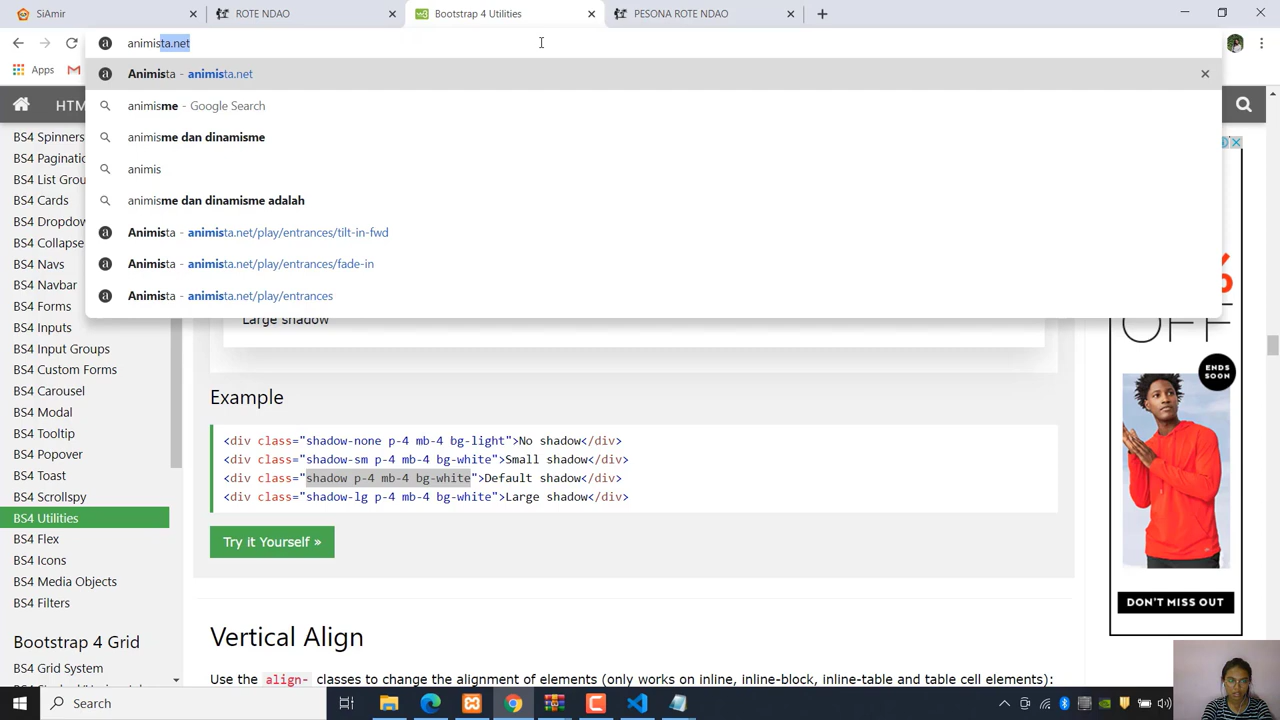 SiAmir
ROTE NDAO
Bootstrap 4 Utilities
PESONA ROTE NDAO
animista.net
Apps
Animista - animista.net
animisme - Google Search
animisme dan dinamisme
animis
animisme dan dinamisme adalah
Animista - animista.net/play/entrances/tilt-in-fwd
Animista - animista.net/play/entrances/fade-in
Animista - animista.net/play/entrances
HTM
BS4 Spinners
BS4 Paginatio
BS4 List Grou
BS4 Cards
BS4 Dropdow
BS4 Collapse
BS4 Navs
BS4 Navbar
BS4 Forms
BS4 Inputs
BS4 Input Groups
BS4 Custom Forms
BS4 Carousel
BS4 Modal
BS4 Tooltip
BS4 Popover
BS4 Toast
BS4 Scrollspy
BS4 Utilities
BS4 Flex
BS4 Icons
BS4 Media Objects
BS4 Filters
Bootstrap 4 Grid
BS4 Grid System
Large shadow
Example
<div class="shadow-none p-4 mb-4 bg-light">No shadow</div>
<div class="shadow-sm p-4 mb-4 bg-white">Small shadow</div>
<div class="shadow p-4 mb-4 bg-white">Default shadow</div>
<div class="shadow-lg p-4 mb-4 bg-white">Large shadow</div>
Try it Yourself »
Vertical Align
Use the align- classes to change the alignment of elements (only works on inline, inline-block, inline-table and table cell elements):
%
OFF
ENDS
SOON
DON'T MISS OUT
Search